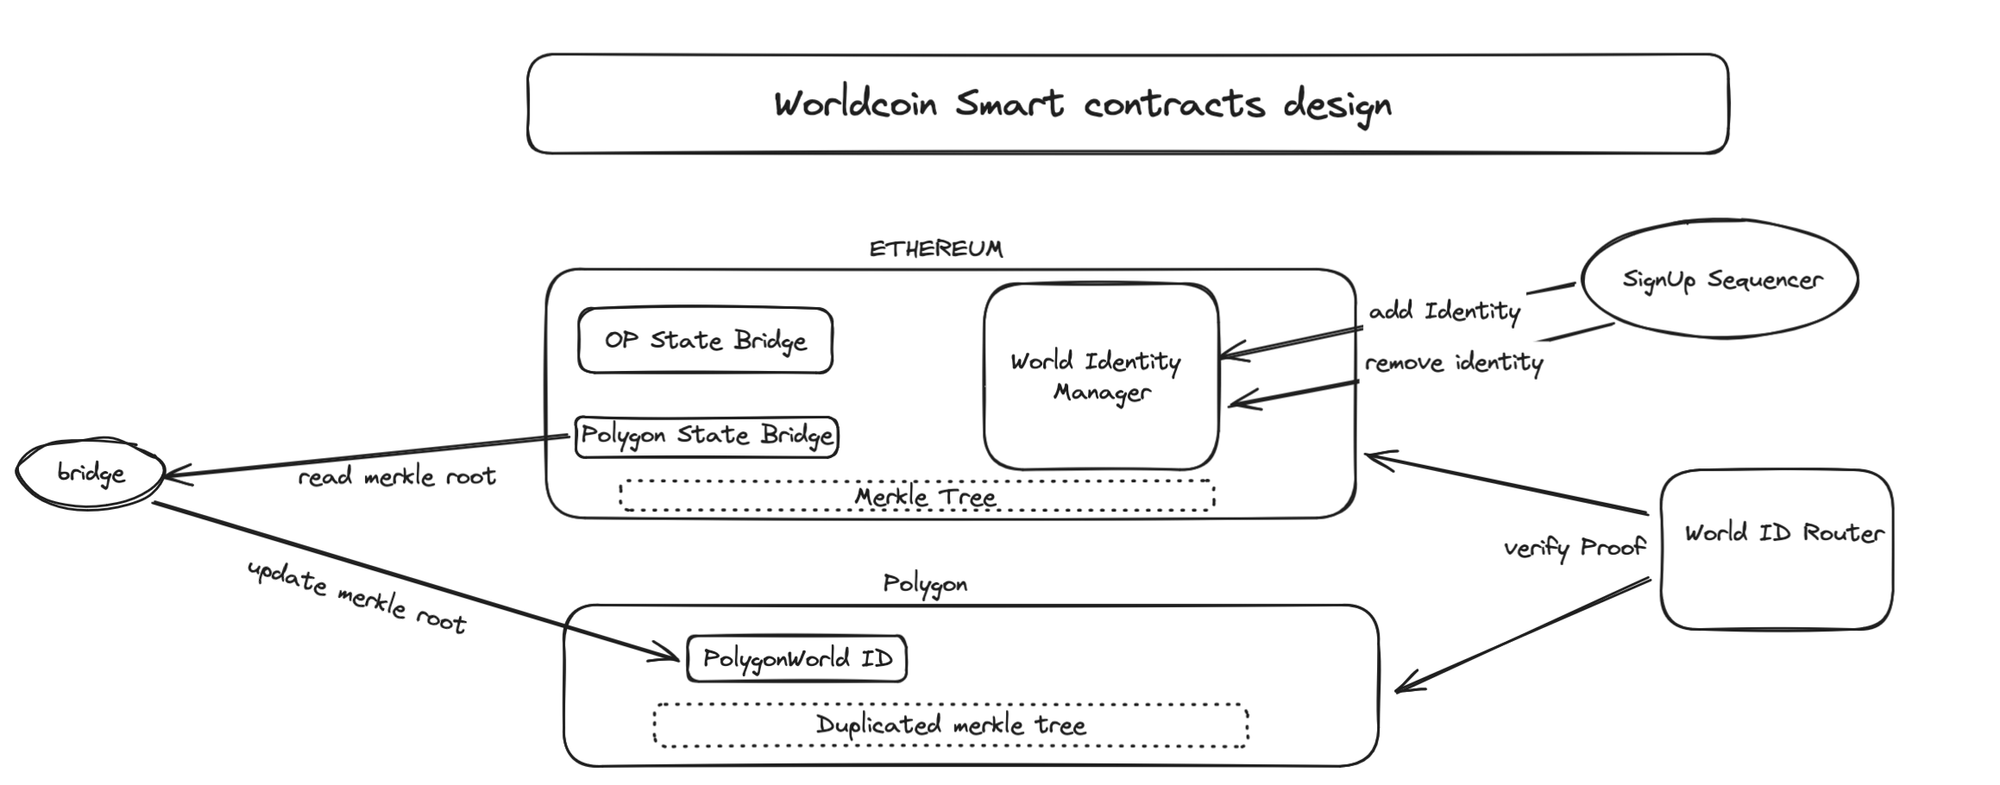 Worldcoin Smart contracts design
ETHEREUM
SignUp Sequencer
add Identity
OP State Bridge
World Identity
Manager
remove identity
Polygon State Bridge
bridge
read merkle root
Merkle Tree
World ID Router
verify Proof
update merkle root
Polygon
PolygonWorld ID
Duplicated merkle tree